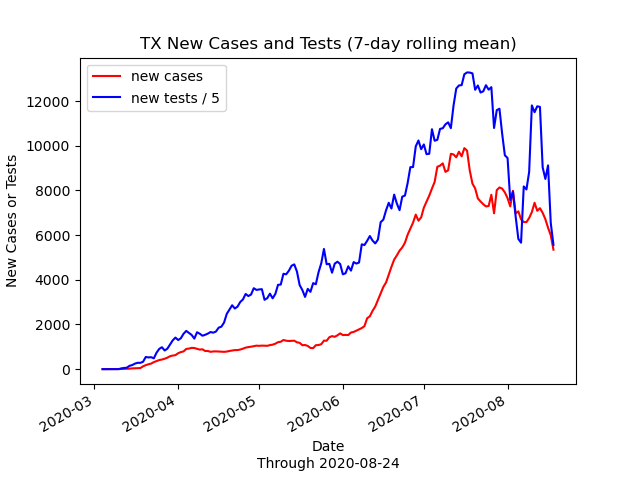 TX New Cases and Tests (7-day rolling mean)
new cases
new tests / 5
12000
10000
8000
6000
4000
2000
0
New Cases or Tests
2020-03
2020-04
2020-05
2020-06
2020-07
2020-08
Date
Through 2020-08-24